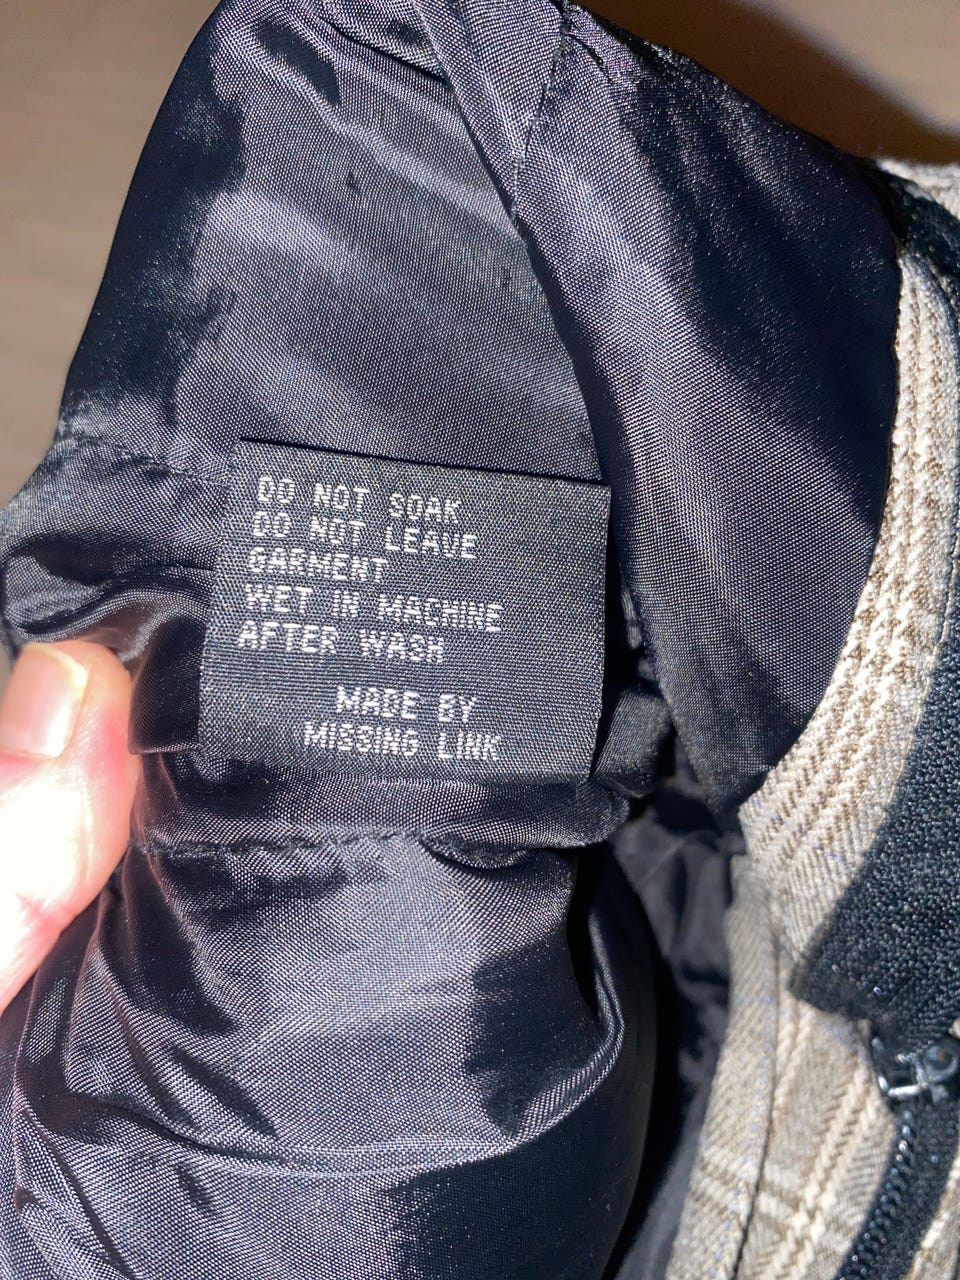 DO NOT SOAK
DO NOT LEAVE
GARMENT
WET IN MACHINE
AFTER WASH
MADE BY
MISSING LINK